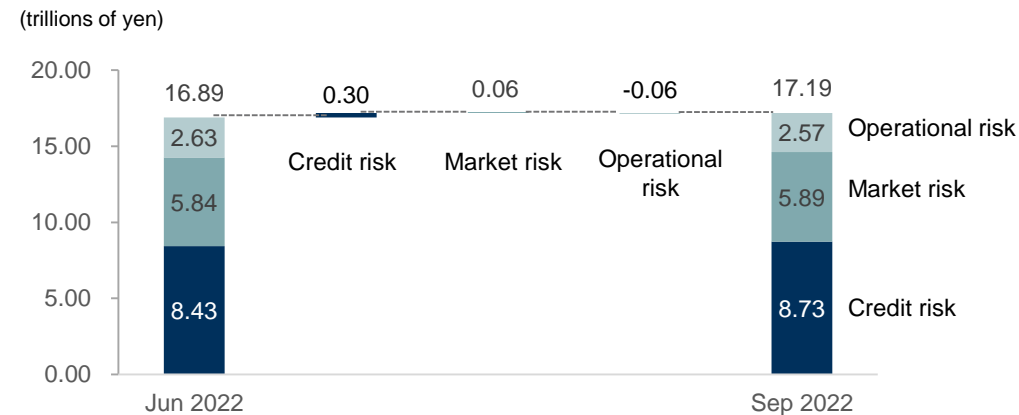 (trillions of yen)
20.00
15.00
10.00
5.00
0.00
16.89
2.63
5.84
8.43
Jun 2022
0.30
Credit risk
0.06
Market risk
-0.06
Operational
risk
17.19
2.57
5.89
8.73
Sep 2022
Operational risk
Market risk
Credit risk